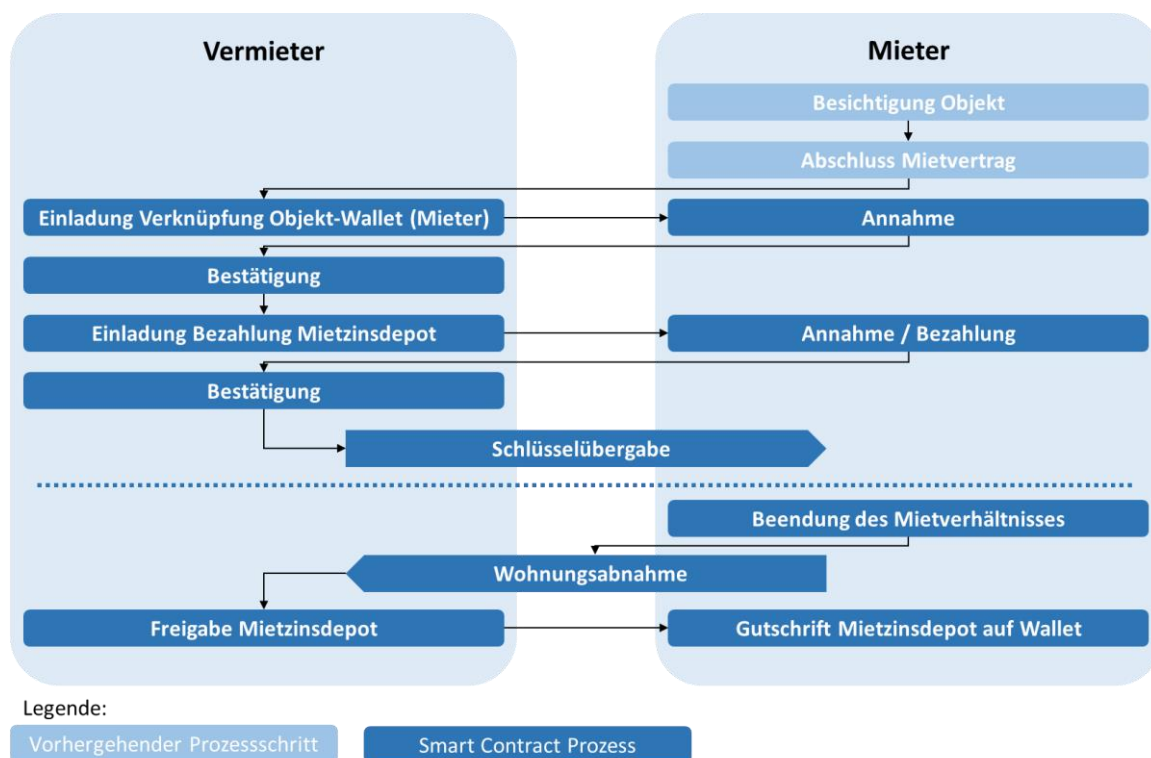 Vermieter
Mieter
Besichtigung Objekt
Abschluss Mietvertrag
Einladung Verknüpfung Objekt-Wallet (Mieter)
Annahme
Bestätigung
Einladung Bezahlung Mietzinsdepot
Annahme / Bezahlung
Bestätigung
Schlüsselübergabe
Beendung des Mietverhältnisses
Wohnungsabnahme
Freigabe Mietzinsdepot
Gutschrift Mietzinsdepot auf Wallet
Legende:
Vorhergehender Prozessschritt
Smart Contract Prozess